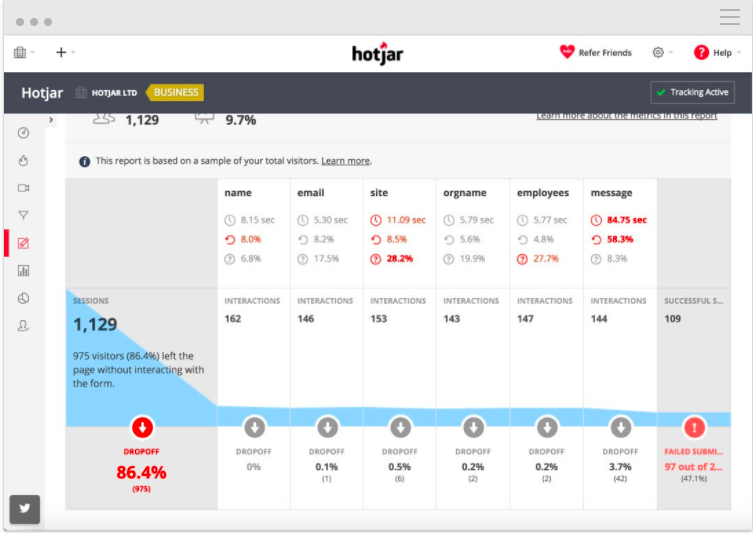 hotjar
Refer Friends
? Help
Hotjar HOTJAR LTD BUSINESS
Tracking Active
1,129 9.7%
Learn more about the metrics in this report
This report is based on a sample of your total visitors. Learn more.
name email site orgname employees message
8.15 sec 5.30 sec 11.09 sec 5.79 sec 5.77 sec 84.75 sec
8.0% 8.2% 8.5% 5.6% 4.8% 58.3%
6.8% 17.5% 28.2% 19.9% 27.7% 8.3%
SESSIONS INTERACTIONS INTERACTIONS INTERACTIONS INTERACTIONS INTERACTIONS INTERACTIONS SUCCESSFUL S...
1,129 162 146 153 143 147 144 109
975 visitors (86.4%) left the
page without interacting with
the form.
DROPOFF DROPOFF DROPOFF DROPOFF DROPOFF DROPOFF DROPOFF FAILED SUBMI...
86.4% 0% 0.1% 0.5% 0.2% 0.2% 3.7% 97 out of 2...
(975) (1) (6) (2) (2) (42) (47.1%)